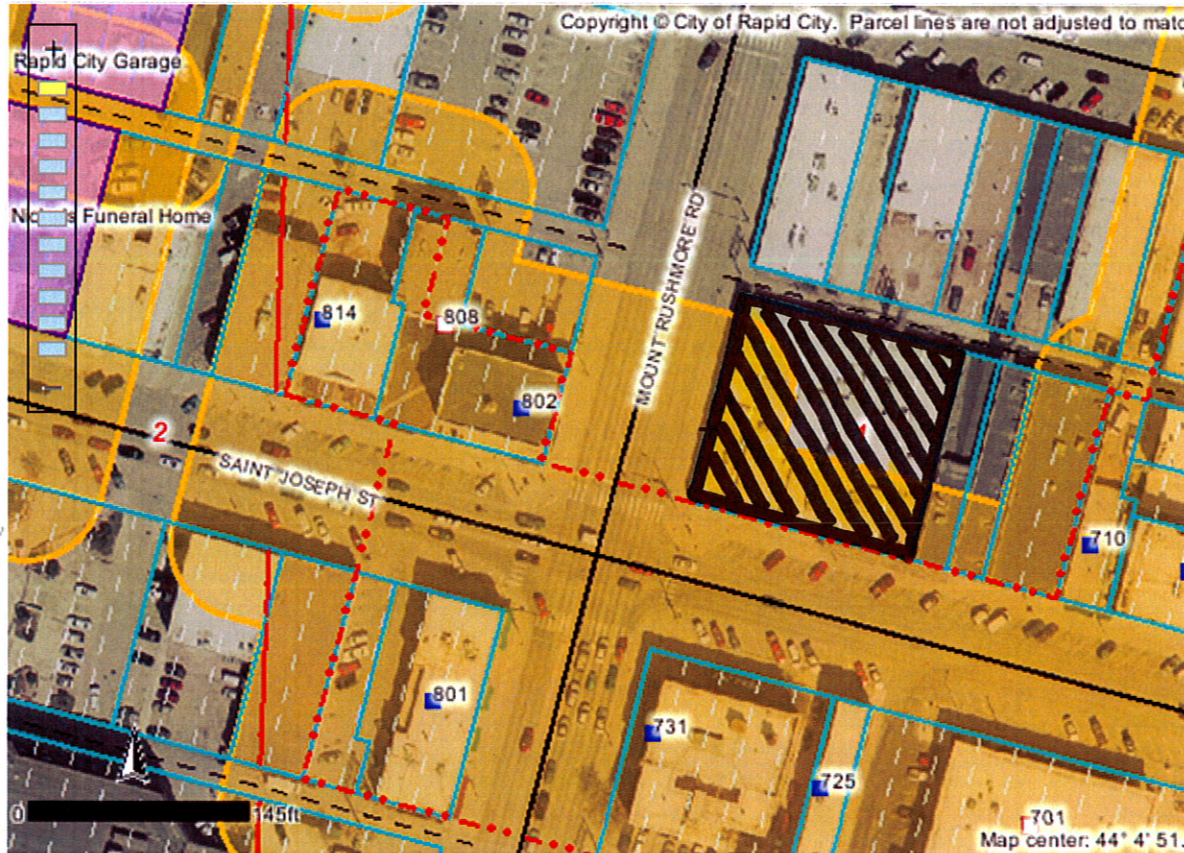 Copyright © City of Rapid City. Parcel lines are not adjusted to matc
+
Rapid City Garage
Funeral Home
MOUNT RUSHMORE RD
814
808
802
2
SAINT JOSEPH ST
710
801
731
725
701
0 145ft
Map center: 44° 4' 51.